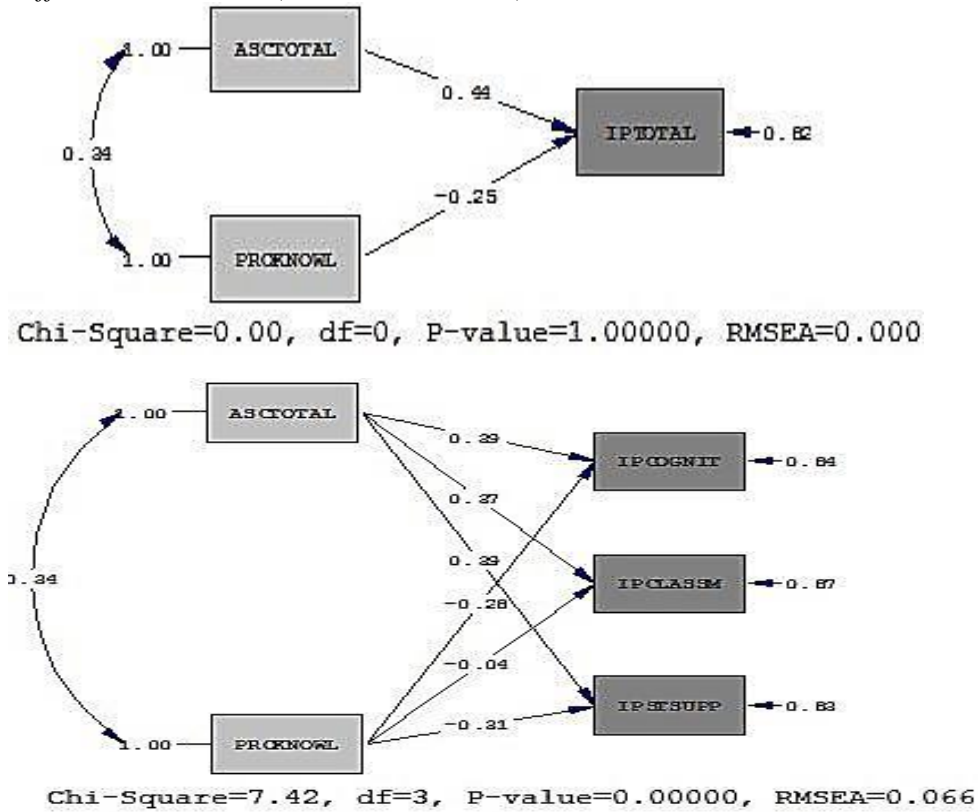 1.00
ASCTOTAL
0.44
IPTOTAL
0.82
0.34
-0.25
1.00
PROKNOWL
Chi-Square=0.00, df=0, P-value=1.00000, RMSEA=0.000
1.00
ASCTOTAL
0.39
IPCOGNIT
0.84
0.37
0.39
0.34
IPCLASSM
0.87
-0.28
-0.04
IPSTSUPP
0.83
-0.31
1.00
PROKNOWL
Chi-Square=7.42, df=3, P-value=0.00000, RMSEA=0.066